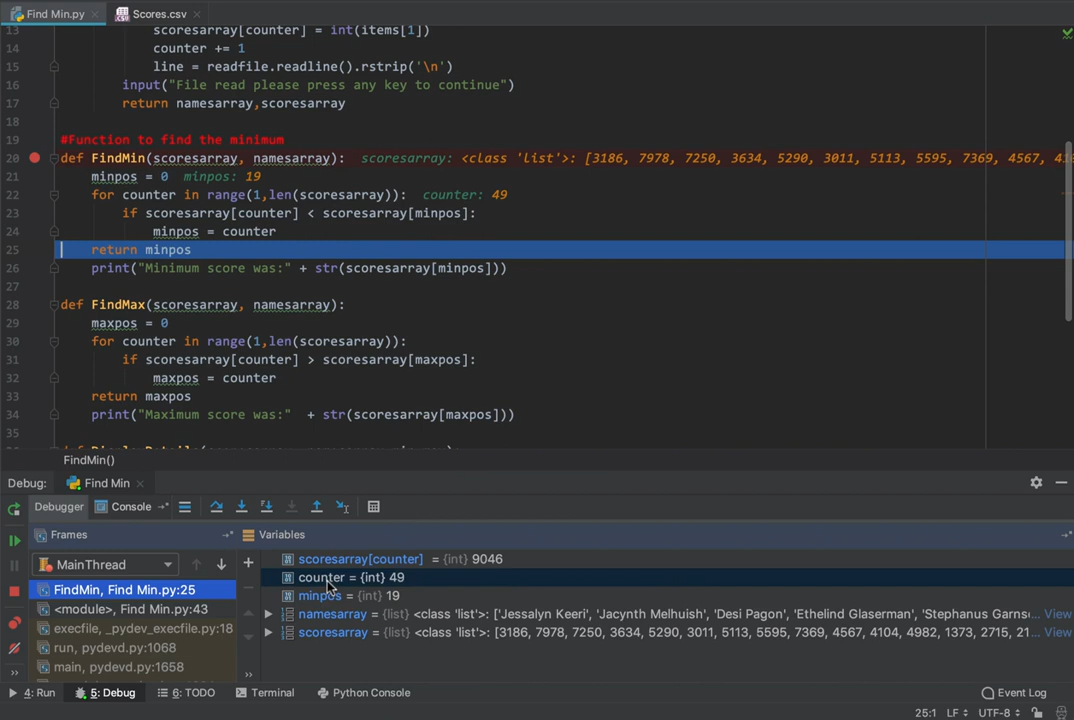 Find Min.py Scores.csv
13 scoresarray[counter] = int(items[1])
14 counter += 1
15 line = readfile.readline().rstrip('\n')
16 input("File read please press any key to continue")
17 return namesarray,scoresarray
18
19 #Function to find the minimum
20 def FindMin(scoresarray, namesarray): scoresarray: <class 'list'>: [3186, 7978, 7250, 3634, 5290, 3011, 5113, 5595, 7369, 4567, 410
21 minpos = 0 minpos: 19
22 for counter in range(1,len(scoresarray)): counter: 49
23 if scoresarray[counter] < scoresarray[minpos]:
24 minpos = counter
25 return minpos
26 print("Minimum score was:" + str(scoresarray[minpos]))
27
28 def FindMax(scoresarray, namesarray):
29 maxpos = 0
30 for counter in range(1,len(scoresarray)):
31 if scoresarray[counter] > scoresarray[maxpos]:
32 maxpos = counter
33 return maxpos
34 print("Maximum score was:" + str(scoresarray[maxpos]))
35
FindMin()
Debug: Find Min
Debugger Console
Frames Variables
MainThread
FindMin, Find Min.py:25
<module>, Find Min.py:43
execfile, _pydev_execfile.py:18
run, pydevd.py:1068
main, pydevd.py:1658
scoresarray[counter] = {int} 9046
counter = {int} 49
minpos = {int} 19
namesarray = {list} <class 'list'>: ['Jessalyn Keeri', 'Jacynth Melhuish', 'Desi Pagon', 'Ethelind Glaserman', 'Stephanus Garns... View
scoresarray = {list} <class 'list'>: [3186, 7978, 7250, 3634, 5290, 3011, 5113, 5595, 7369, 4567, 4104, 4982, 1373, 2715, 21... View
4: Run 5: Debug 6: TODO Terminal Python Console Event Log
25:1 LF UTF-8